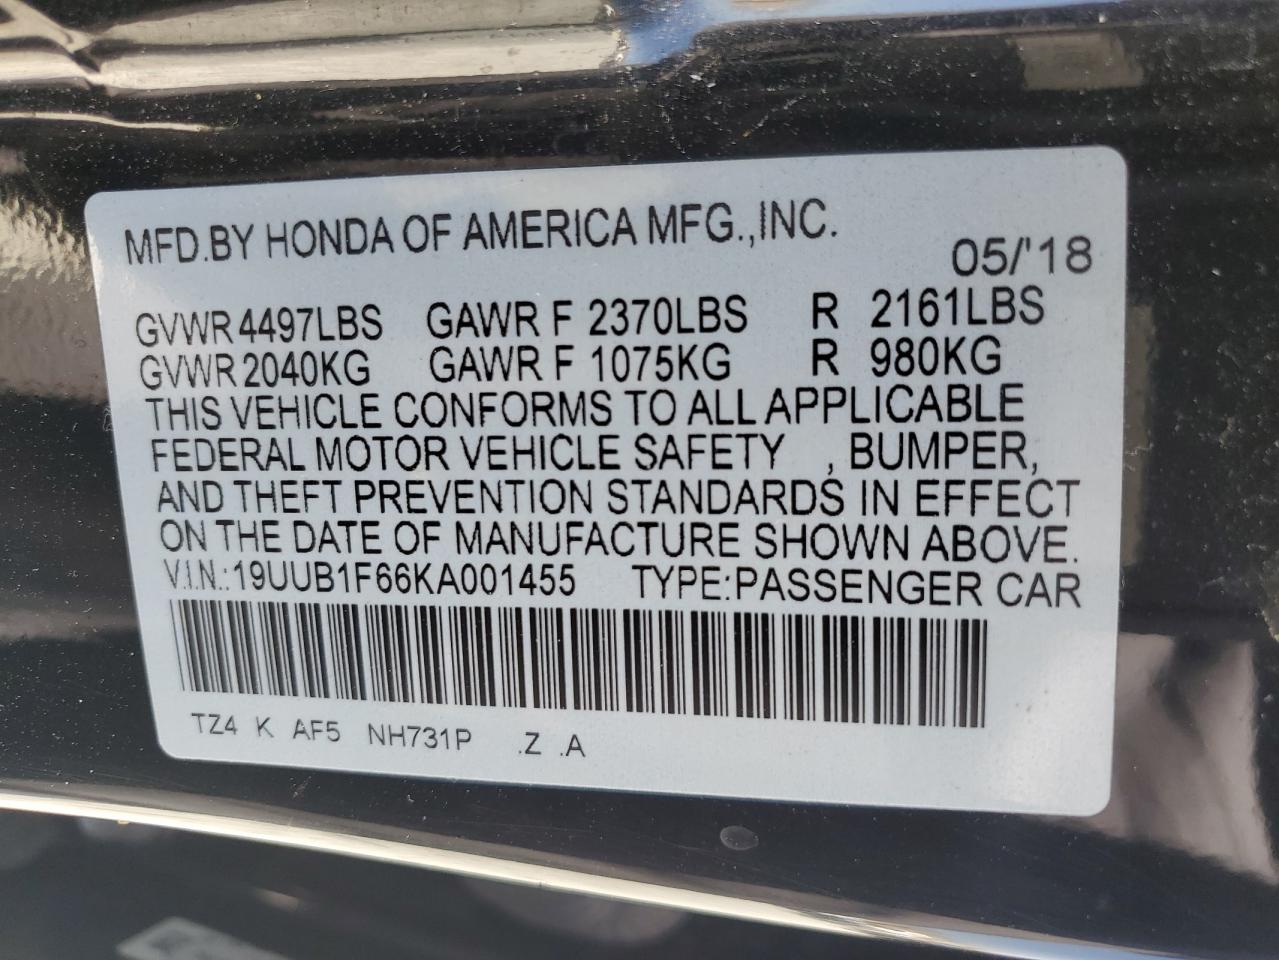 MFD.BY HONDA OF AMERICA MFG.,INC.
05/'18
GVWR 4497LBS GAWR F 2370LBS R 2161LBS
GVWR 2040KG GAWR F 1075KG R 980KG
THIS VEHICLE CONFORMS TO ALL APPLICABLE
FEDERAL MOTOR VEHICLE SAFETY , BUMPER,
AND THEFT PREVENTION STANDARDS IN EFFECT
ON THE DATE OF MANUFACTURE SHOWN ABOVE.
V.I.N.:19UUB1F66KA001455 TYPE:PASSENGER CAR
TZ4 K AF5 NH731P .Z .A